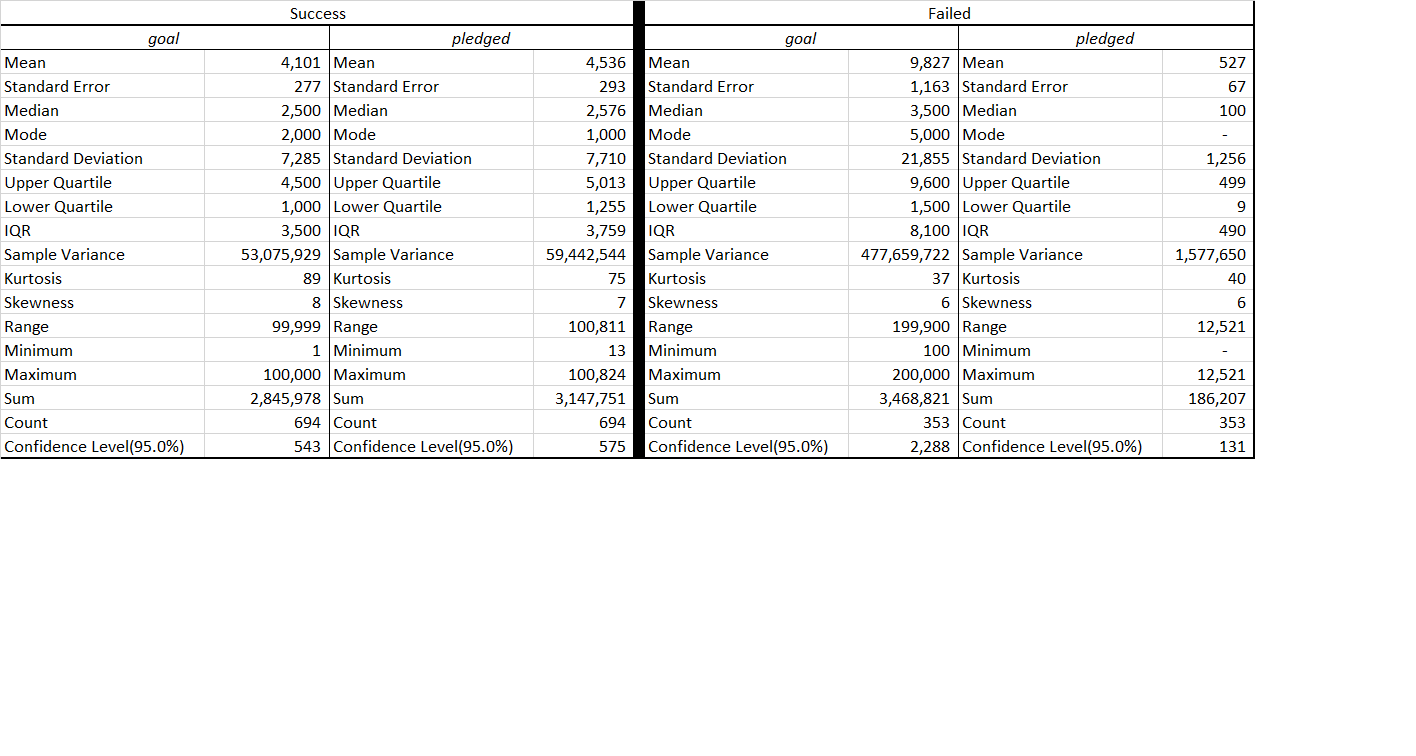 Success Failed
goal pledged goal pledged
Mean 4,101 Mean 4,536 Mean 9,827 Mean 527
Standard Error 277 Standard Error 293 Standard Error 1,163 Standard Error 67
Median 2,500 Median 2,576 Median 3,500 Median 100
Mode 2,000 Mode 1,000 Mode 5,000 Mode -
Standard Deviation 7,285 Standard Deviation 7,710 Standard Deviation 21,855 Standard Deviation 1,256
Upper Quartile 4,500 Upper Quartile 5,013 Upper Quartile 9,600 Upper Quartile 499
Lower Quartile 1,000 Lower Quartile 1,255 Lower Quartile 1,500 Lower Quartile 9
IQR 3,500 IQR 3,759 IQR 8,100 IQR 490
Sample Variance 53,075,929 Sample Variance 59,442,544 Sample Variance 477,659,722 Sample Variance 1,577,650
Kurtosis 89 Kurtosis 75 Kurtosis 37 Kurtosis 40
Skewness 8 Skewness 7 Skewness 6 Skewness 6
Range 99,999 Range 100,811 Range 199,900 Range 12,521
Minimum 1 Minimum 13 Minimum 100 Minimum -
Maximum 100,000 Maximum 100,824 Maximum 200,000 Maximum 12,521
Sum 2,845,978 Sum 3,147,751 Sum 3,468,821 Sum 186,207
Count 694 Count 694 Count 353 Count 353
Confidence Level(95.0%) 543 Confidence Level(95.0%) 575 Confidence Level(95.0%) 2,288 Confidence Level(95.0%) 131